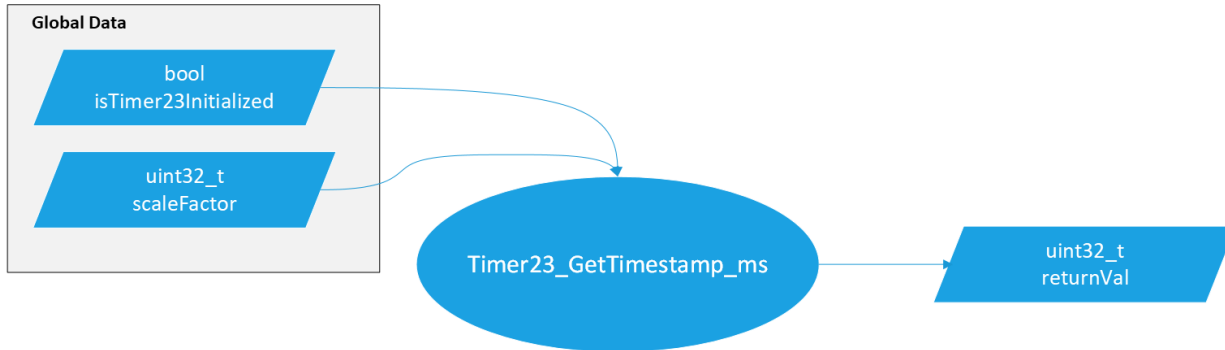 Global Data
bool
isTimer23Initialized
uint32_t
scaleFactor
Timer23_GetTimestamp_ms
uint32_t
returnVal